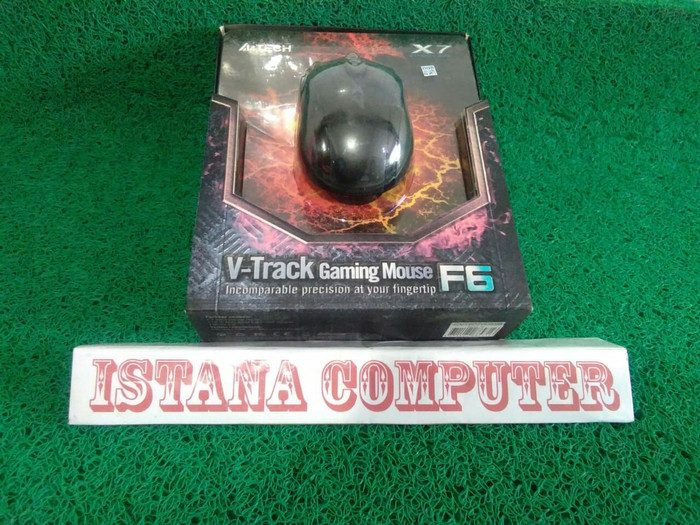 A4TECH
X7
V-Track Gaming Mouse F6
Incomparable precision at your fingertip
ISTANA COMPUTER